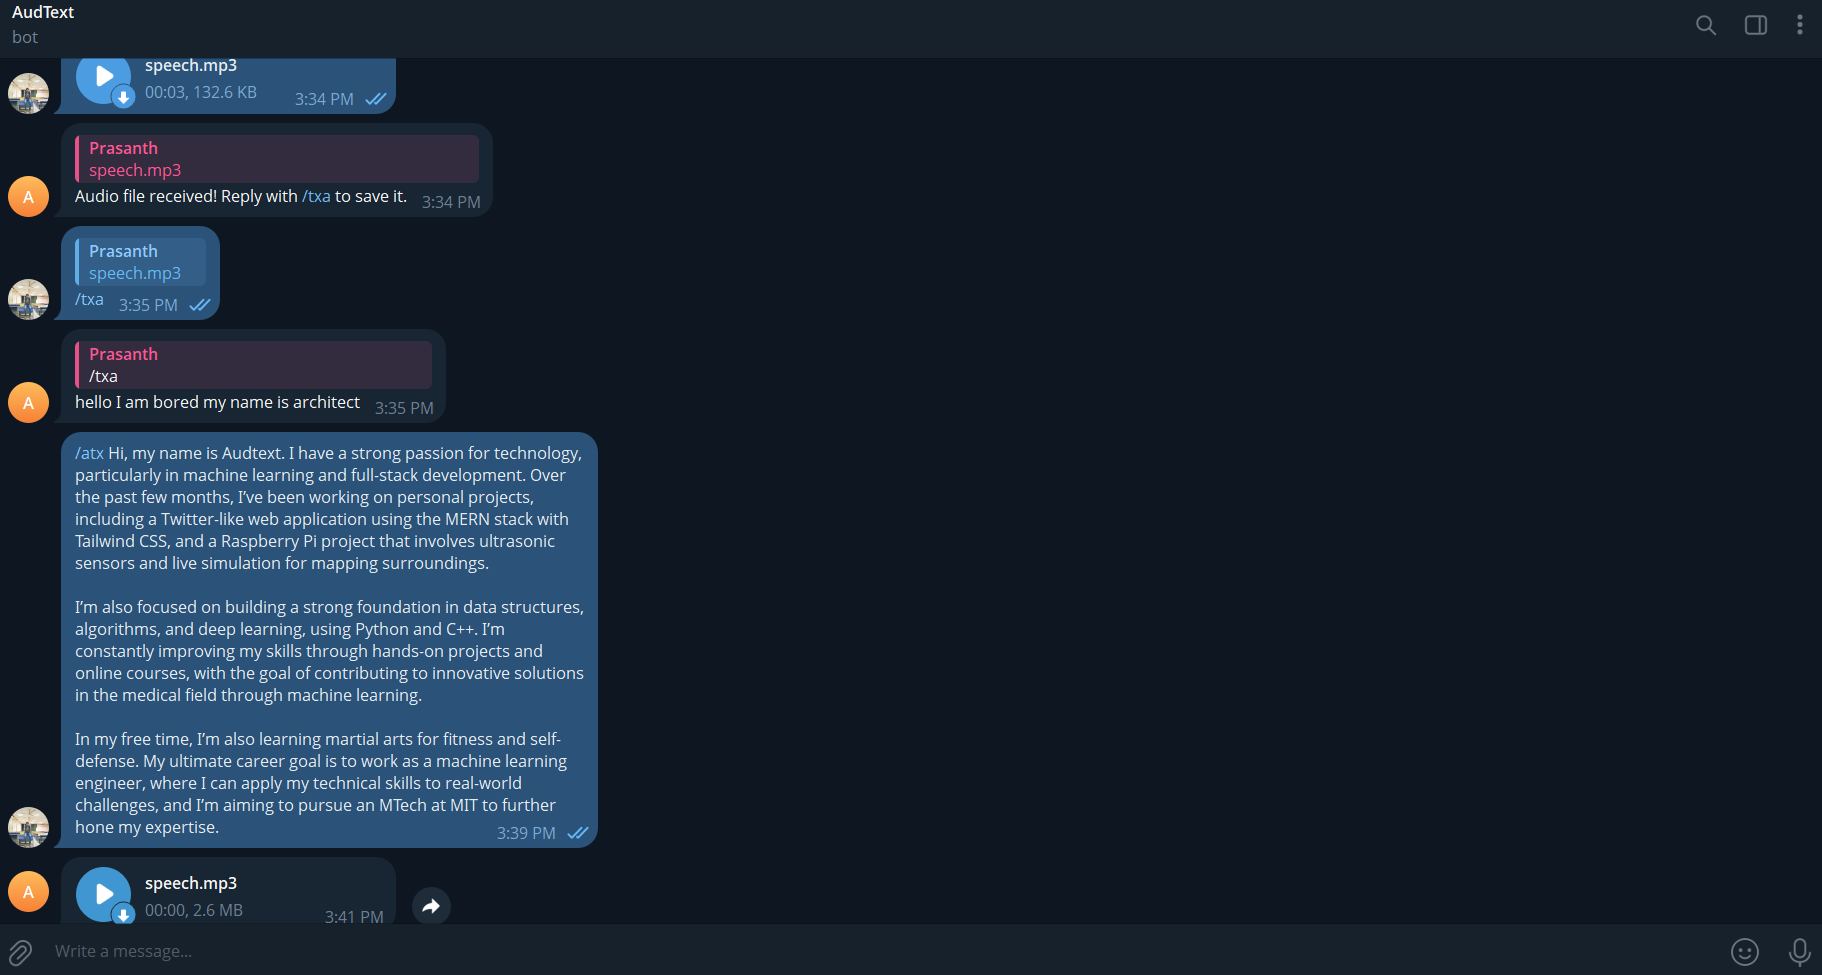 AudText
bot
speech.mp3
00:03, 132.6 KB
3:34 PM
Prasanth
speech.mp3
Audio file received! Reply with /txa to save it.
3:34 PM
A
Prasanth
speech.mp3
/txa
3:35 PM
Prasanth
/txa
hello I am bored my name is architect
3:35 PM
A
/atx Hi, my name is Audtext. I have a strong passion for technology,
particularly in machine learning and full-stack development. Over
the past few months, I’ve been working on personal projects,
including a Twitter-like web application using the MERN stack with
Tailwind CSS, and a Raspberry Pi project that involves ultrasonic
sensors and live simulation for mapping surroundings.
I’m also focused on building a strong foundation in data structures,
algorithms, and deep learning, using Python and C++. I’m
constantly improving my skills through hands-on projects and
online courses, with the goal of contributing to innovative solutions
in the medical field through machine learning.
In my free time, I’m also learning martial arts for fitness and self-
defense. My ultimate career goal is to work as a machine learning
engineer, where I can apply my technical skills to real-world
challenges, and I’m aiming to pursue an MTech at MIT to further
hone my expertise.
3:39 PM
A
speech.mp3
00:00, 2.6 MB
3:41 PM
Write a message...